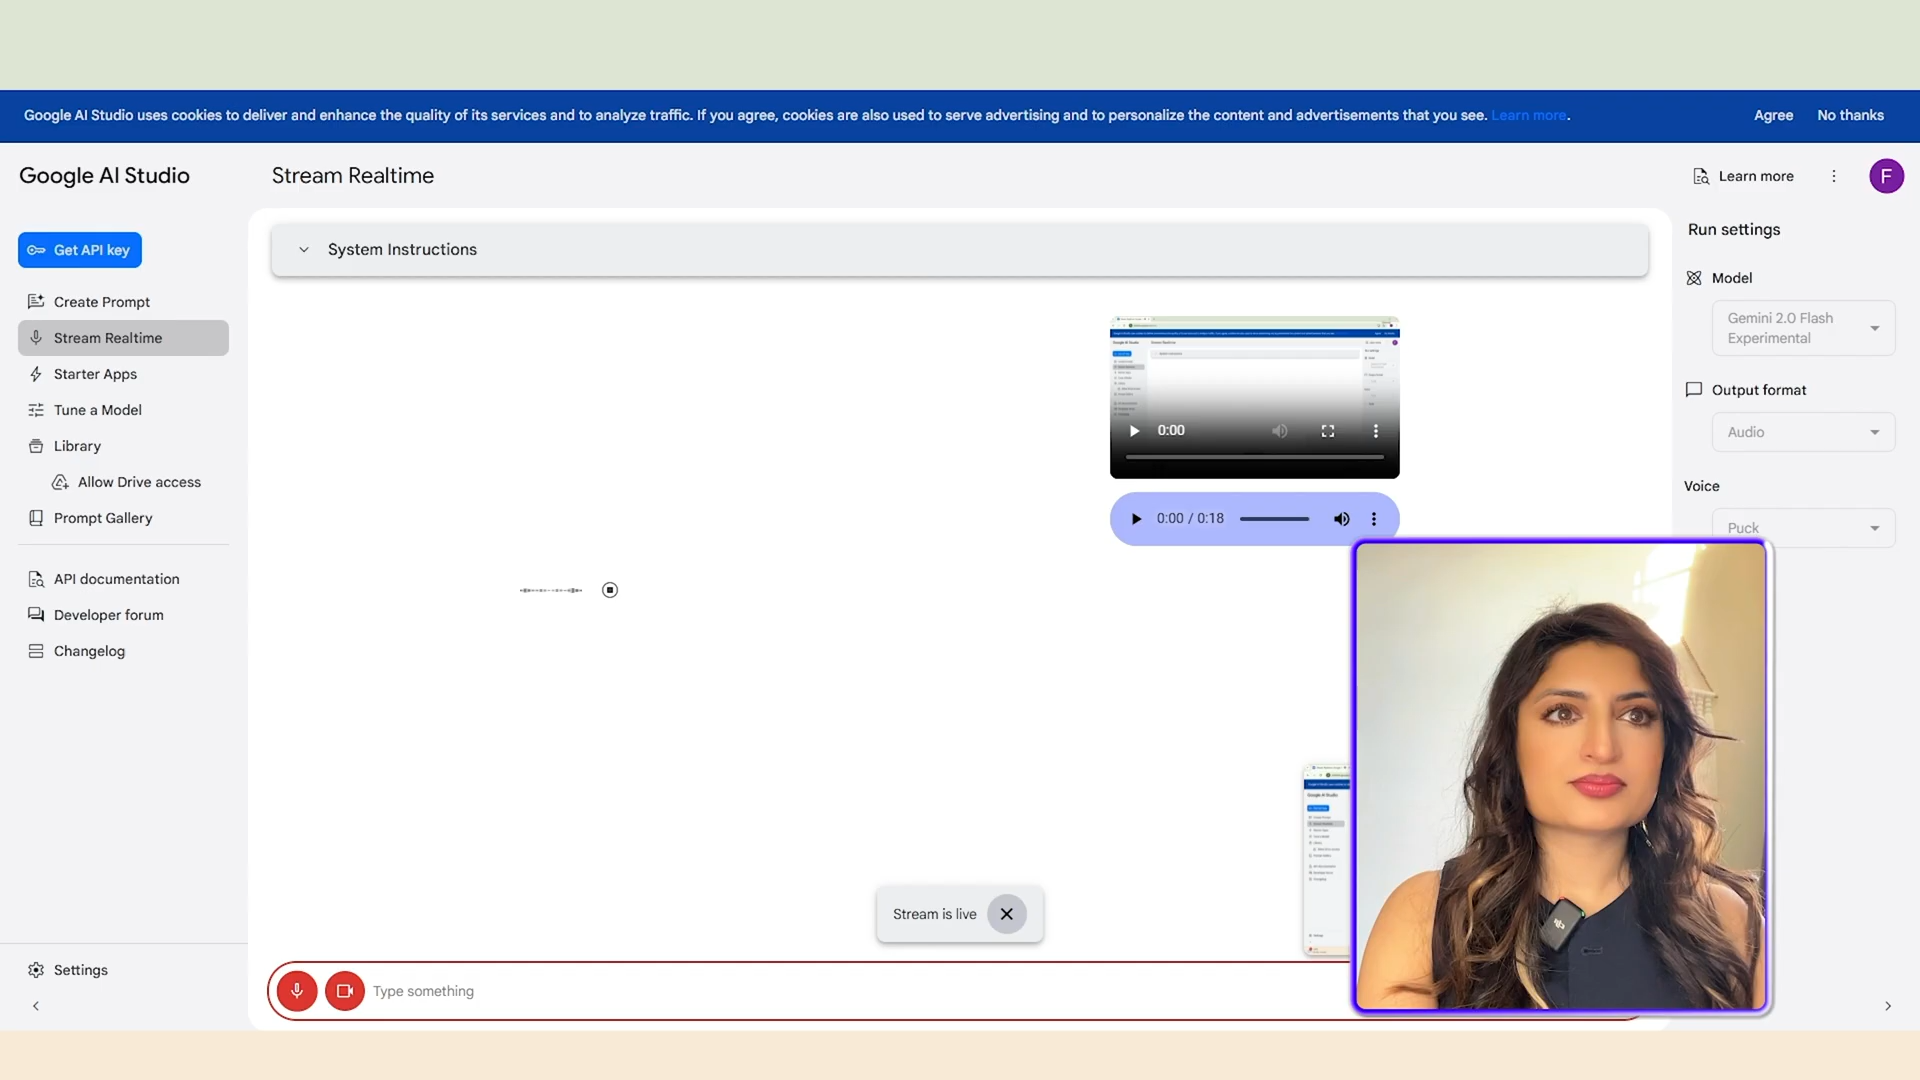 Google AI Studio uses cookies to deliver and enhance the quality of its services and to analyze traffic. If you agree, cookies are also used to serve advertising and to personalize the content and advertisements that you see. Learn more.
Agree
No thanks
Google AI Studio
Stream Realtime
Learn more
F
Get API key
System Instructions
Create Prompt
Stream Realtime
Starter Apps
Tune a Model
Library
Allow Drive access
Prompt Gallery
API documentation
Developer forum
Changelog
Settings
0:00
0:00 / 0:18
Stream is live
Type something
Run settings
Model
Gemini 2.0 Flash
Experimental
Output format
Audio
Voice
Puck